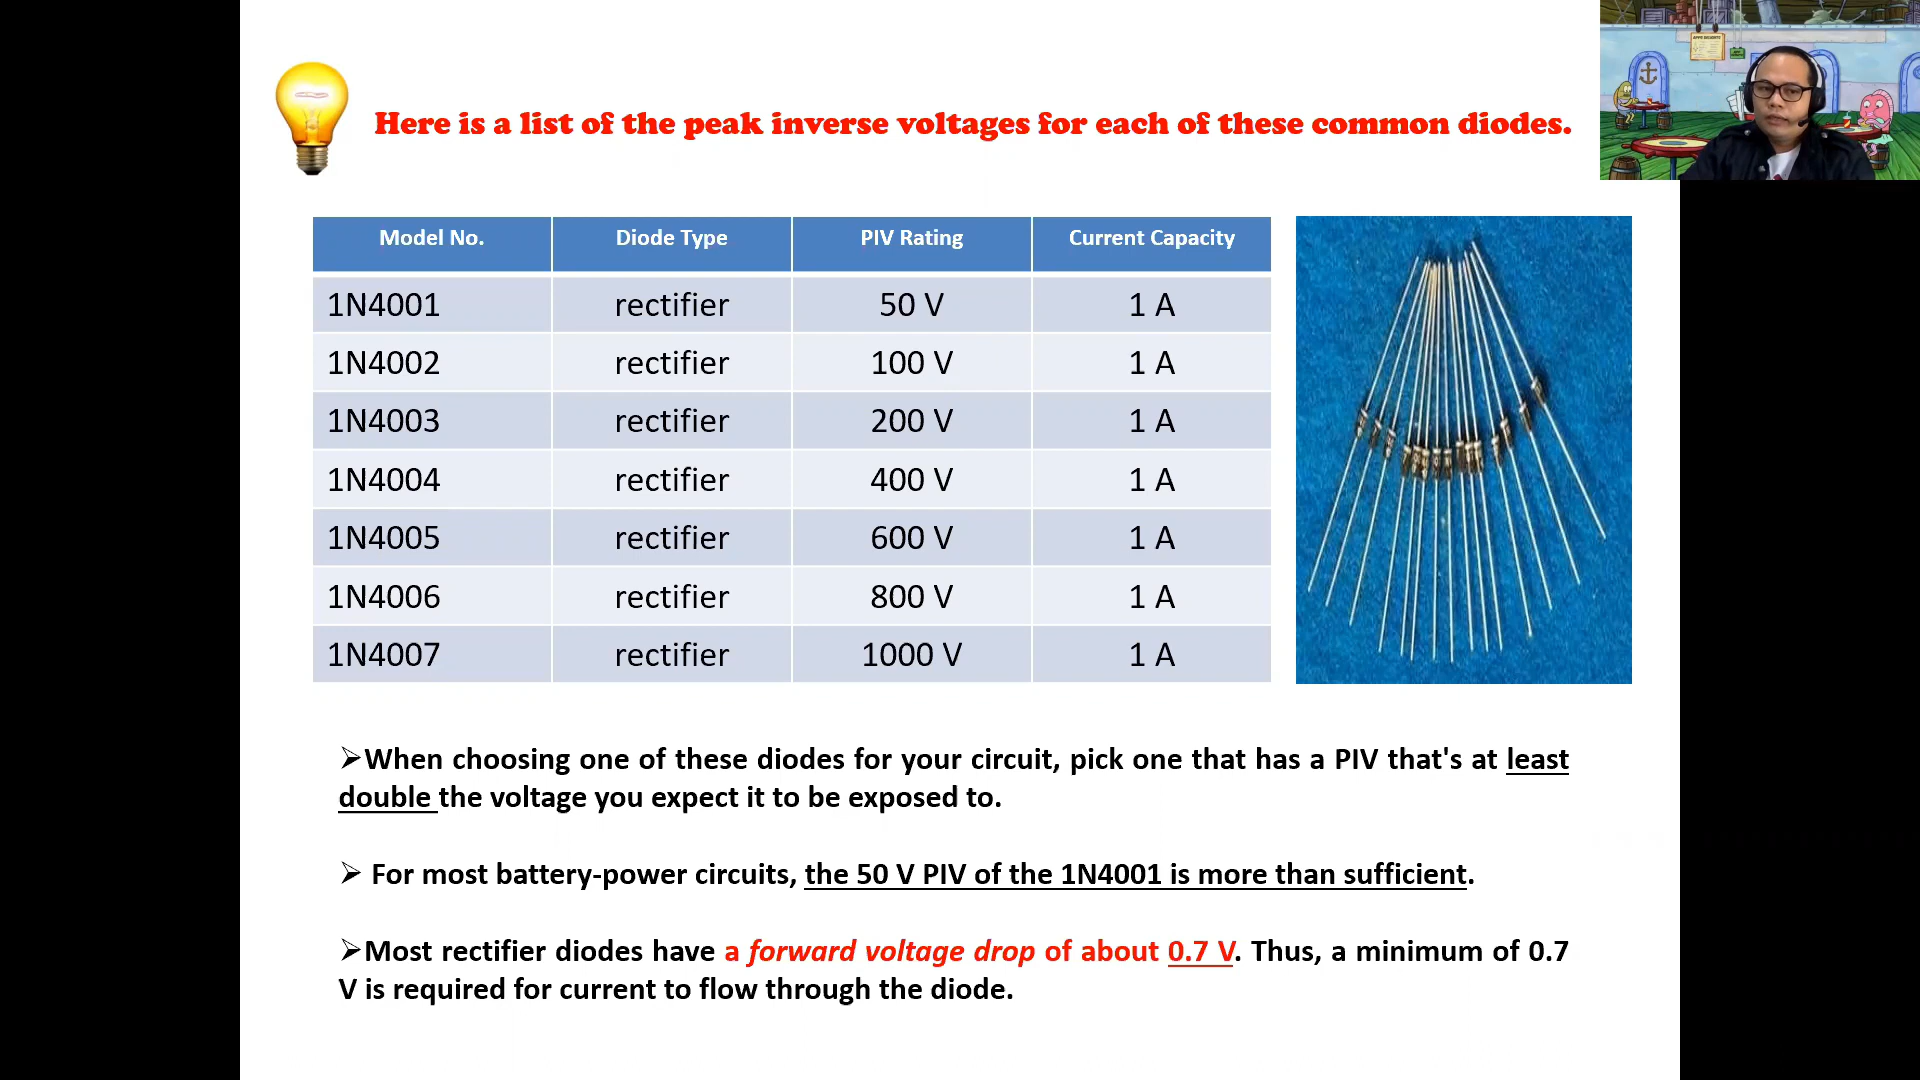 Here is a list of the peak inverse voltages for each of these common diodes.
Model No. Diode Type PIV Rating Current Capacity
1N4001 rectifier 50 V 1 A
1N4002 rectifier 100 V 1 A
1N4003 rectifier 200 V 1 A
1N4004 rectifier 400 V 1 A
1N4005 rectifier 600 V 1 A
1N4006 rectifier 800 V 1 A
1N4007 rectifier 1000 V 1 A
➢When choosing one of these diodes for your circuit, pick one that has a PIV that's at least
double the voltage you expect it to be exposed to.
➢ For most battery-power circuits, the 50 V PIV of the 1N4001 is more than sufficient.
➢Most rectifier diodes have a forward voltage drop of about 0.7 V. Thus, a minimum of 0.7
V is required for current to flow through the diode.